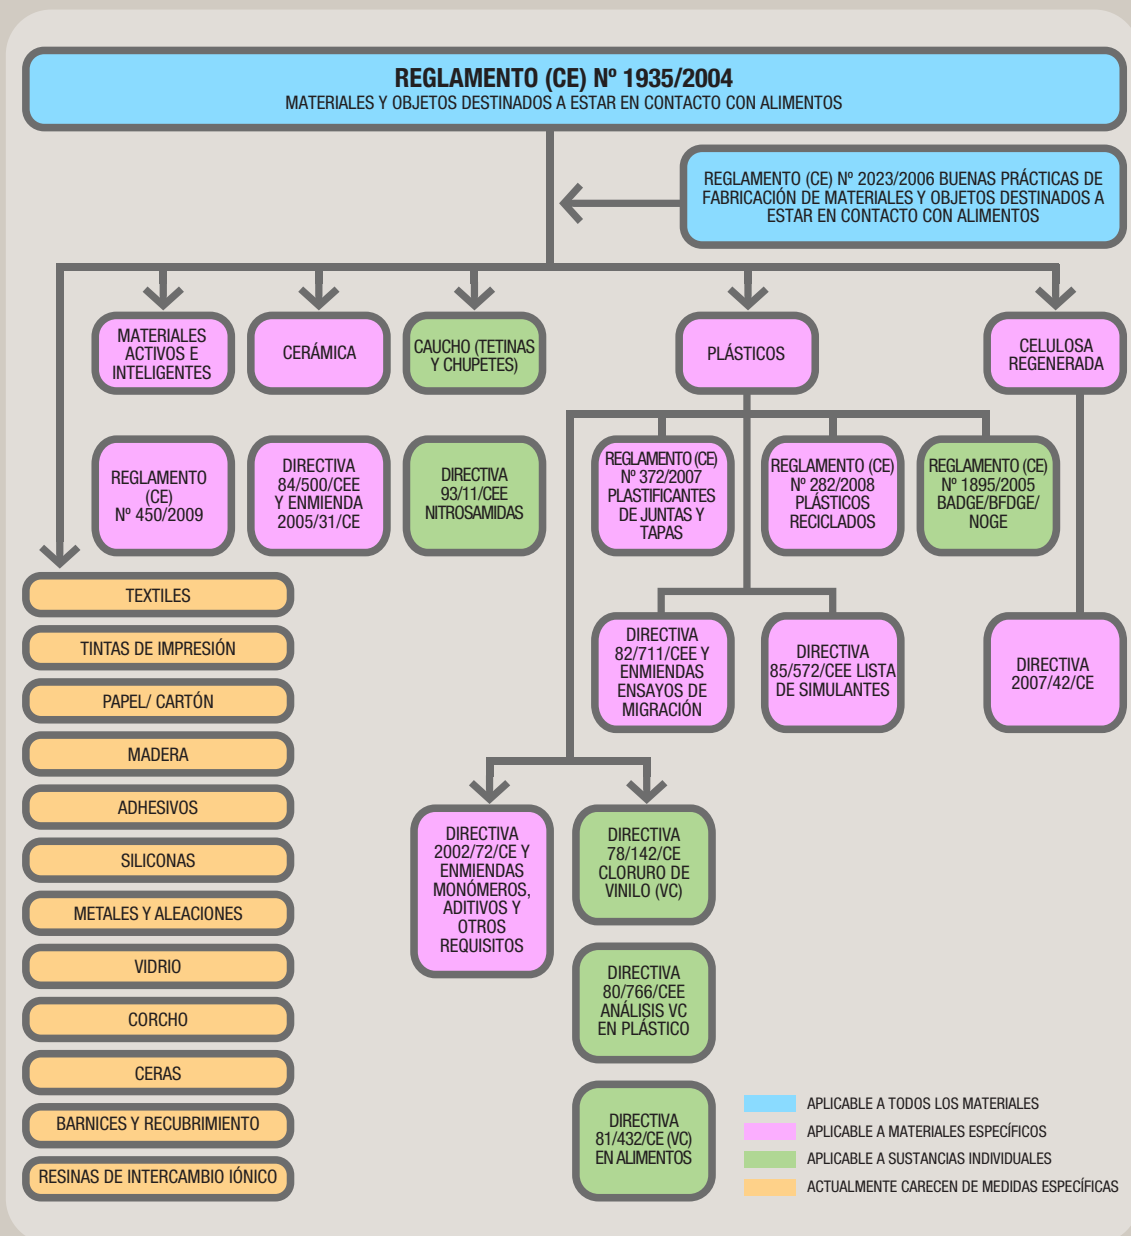 REGLAMENTO (CE) Nº 1935/2004
MATERIALES Y OBJETOS DESTINADOS A ESTAR EN CONTACTO CON ALIMENTOS
REGLAMENTO (CE) Nº 2023/2006 BUENAS PRÁCTICAS DE
FABRICACIÓN DE MATERIALES Y OBJETOS DESTINADOS A
ESTAR EN CONTACTO CON ALIMENTOS
MATERIALES
ACTIVOS E
INTELIGENTES
CERÁMICA
CAUCHO (TETINAS
Y CHUPETES)
PLÁSTICOS
CELULOSA
REGENERADA
REGLAMENTO
(CE)
Nº 450/2009
DIRECTIVA
84/500/CEE
Y ENMIENDA
2005/31/CE
DIRECTIVA
93/11/CEE
NITROSAMIDAS
REGLAMENTO (CE)
Nº 372/2007
PLASTIFICANTES
DE JUNTAS Y
TAPAS
REGLAMENTO (CE)
Nº 282/2008
PLÁSTICOS
RECICLADOS
REGLAMENTO (CE)
Nº 1895/2005
BADGE/BFDGE/
NOGE
TEXTILES
TINTAS DE IMPRESIÓN
PAPEL/ CARTÓN
MADERA
ADHESIVOS
SILICONAS
METALES Y ALEACIONES
VIDRIO
CORCHO
CERAS
BARNICES Y RECUBRIMIENTO
RESINAS DE INTERCAMBIO IÓNICO
DIRECTIVA
82/711/CEE Y
ENMIENDAS
ENSAYOS DE
MIGRACIÓN
DIRECTIVA
85/572/CEE LISTA
DE SIMULANTES
DIRECTIVA
2007/42/CE
DIRECTIVA
2002/72/CE Y
ENMIENDAS
MONÓMEROS,
ADITIVOS Y
OTROS
REQUISITOS
DIRECTIVA
78/142/CE
CLORURO DE
VINILO (VC)
DIRECTIVA
80/766/CEE
ANÁLISIS VC
EN PLÁSTICO
DIRECTIVA
81/432/CE (VC)
EN ALIMENTOS
APLICABLE A TODOS LOS MATERIALES
APLICABLE A MATERIALES ESPECÍFICOS
APLICABLE A SUSTANCIAS INDIVIDUALES
ACTUALMENTE CARECEN DE MEDIDAS ESPECÍFICAS